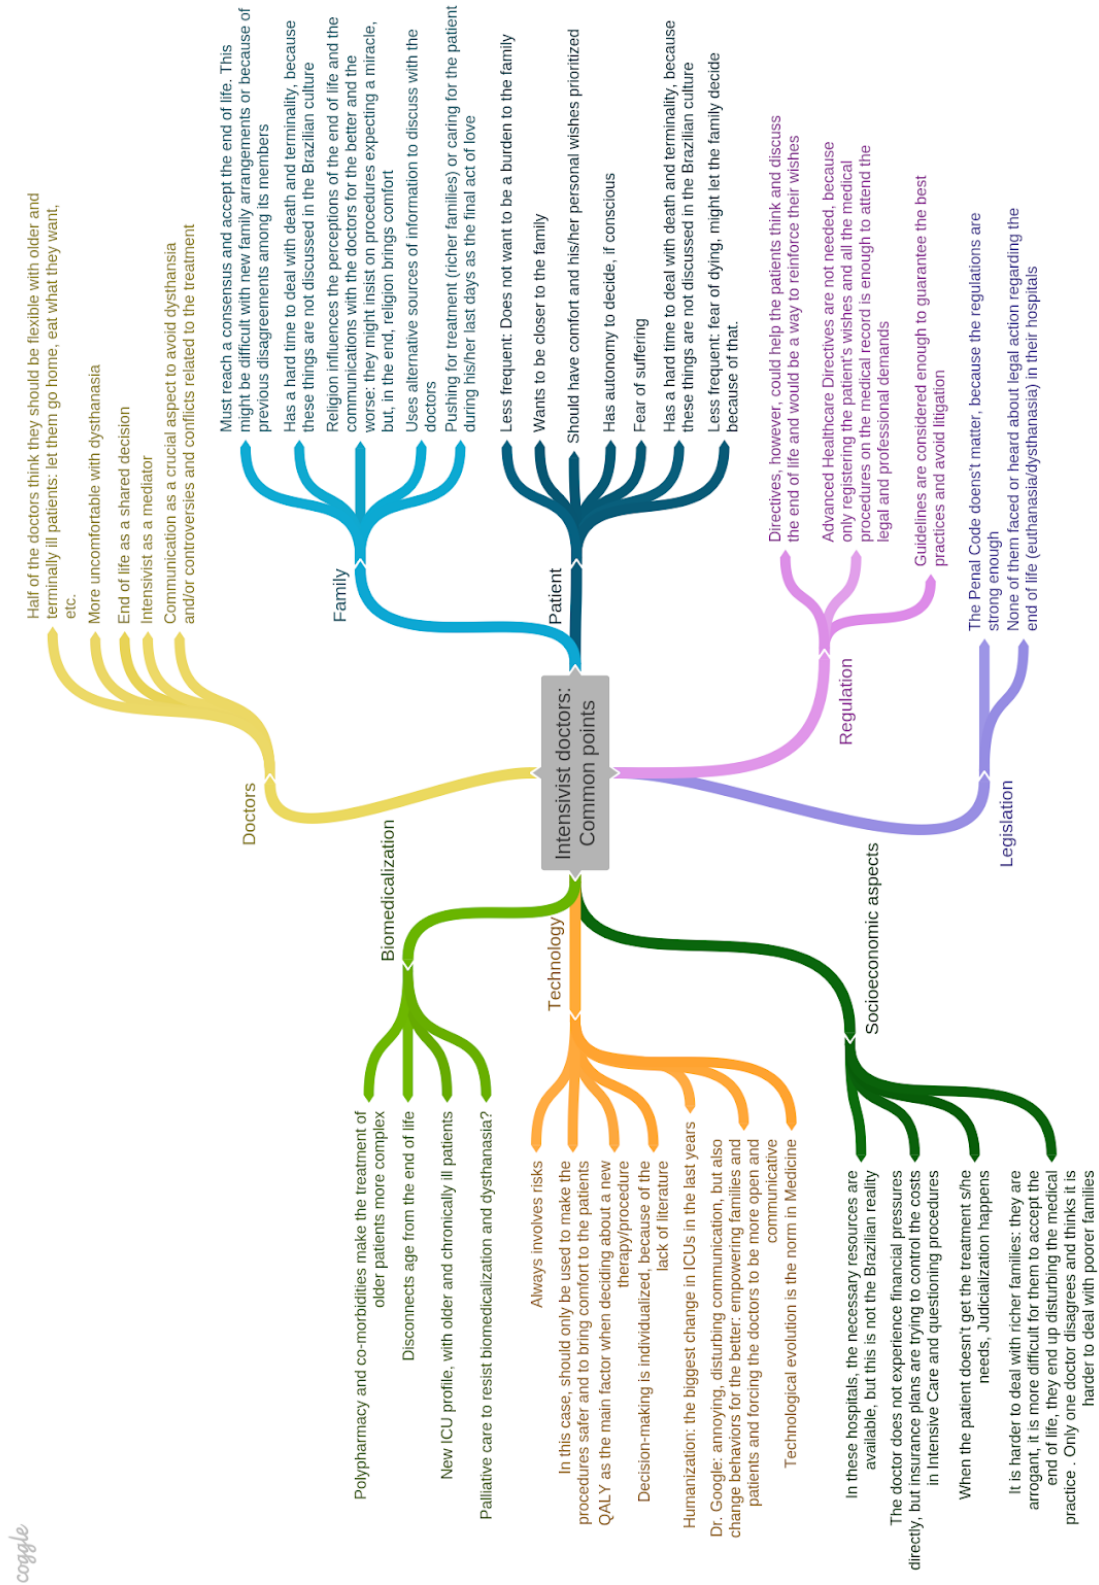 coggle
Intensivist doctors:
Common points
Doctors
Half of the doctors think they should be flexible with older and
terminally ill patients: let them go home, eat what they want,
etc.
More uncomfortable with dysthanasia
End of life as a shared decision
Intensivist as a mediator
Communication as a crucial aspect to avoid dysthansia
and/or controversies and conflicts related to the treatment
Family
Must reach a consensus and accept the end of life. This
might be difficult with new family arrangements or because of
previous disagreements among its members
Has a hard time to deal with death and terminality, because
these things are not discussed in the Brazilian culture
Religion influences the perceptions of the end of life and the
communications with the doctors for the better and the
worse: they might insist on procedures expecting a miracle,
but, in the end, religion brings comfort
Uses alternative sources of information to discuss with the
doctors
Pushing for treatment (richer families) or caring for the patient
during his/her last days as the final act of love
Patient
Less frequent: Does not want to be a burden to the family
Wants to be closer to the family
Should have comfort and his/her personal wishes prioritized
Has autonomy to decide, if conscious
Fear of suffering
Has a hard time to deal with death and terminality, because
these things are not discussed in the Brazilian culture
Less frequent: fear of dying, might let the family decide
because of that.
Regulation
Directives, however, could help the patients think and discuss
the end of life and would be a way to reinforce their wishes
Advanced Healthcare Directives are not needed, because
only registering the patient's wishes and all the medical
procedures on the medical record is enough to attend the
legal and professional demands
Guidelines are considered enough to guarantee the best
practices and avoid litigation
Legislation
The Penal Code doens't matter, because the regulations are
strong enough
None of them faced or heard about legal action regarding the
end of life (euthanasia/dysthanasia) in their hospitals
Biomedicalization
Polypharmacy and co-morbidities make the treatment of
older patients more complex
Disconnects age from the end of life
New ICU profile, with older and chronically ill patients
Palliative care to resist biomedicalization and dysthanasia?
Technology
Always involves risks
In this case, should only be used to make the
procedures safer and to bring comfort to the patients
QALY as the main factor when deciding about a new
therapy/procedure
Decision-making is individualized, because of the
lack of literature
Humanization: the biggest change in ICUs in the last years
Dr. Google: annoying, disturbing communication, but also
change behaviors for the better: empowering families and
patients and forcing the doctors to be more open and
communicative
Technological evolution is the norm in Medicine
Socioeconomic aspects
In these hospitals, the necessary resources are
available, but this is not the Brazilian reality
The doctor does not experience financial pressures
directly, but insurance plans are trying to control the costs
in Intensive Care and questioning procedures
When the patient doesn't get the treatment s/he
needs, Judicialization happens
It is harder to deal with richer families: they are
arrogant, it is more difficult for them to accept the
end of life, they end up disturbing the medical
practice . Only one doctor disagrees and thinks it is
harder to deal with poorer families